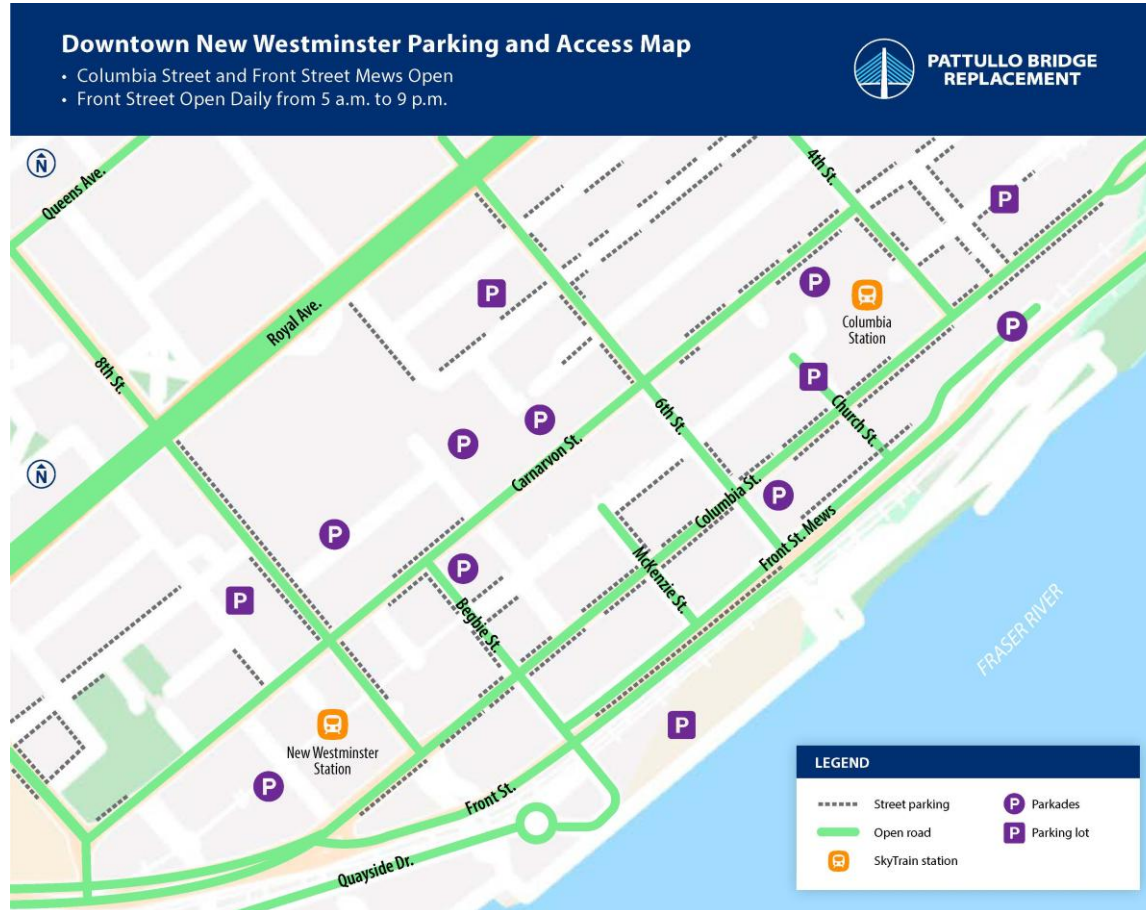 Downtown New Westminster Parking and Access Map
• Columbia Street and Front Street Mews Open
• Front Street Open Daily from 5 a.m. to 9 p.m.
PATTULLO BRIDGE
REPLACEMENT
N
Queens Ave.
4th St.
P
P
Royal Ave.
P
Columbia
Station
P
8th St.
P
Church St.
6th St.
P
P
N
Carnarvon St.
Columbia St.
P
Front St. Mews
P
McKenzie St.
P
Begbie St.
P
FRASER RIVER
New Westminster
Station
P
P
Front St.
Quayside Dr.
LEGEND
Street parking
P Parkades
Open road
P Parking lot
SkyTrain station